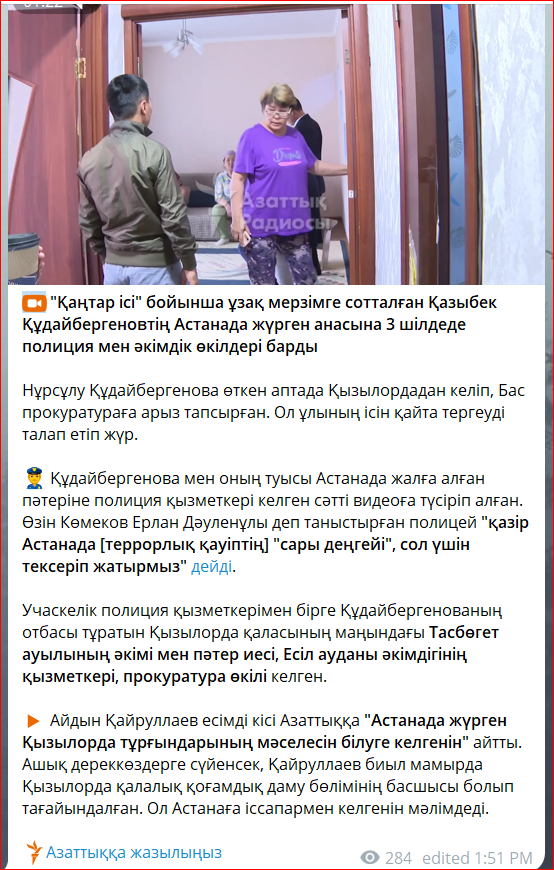 01:22
Dream
Азаттық
Радиосы
"Қаңтар ісі" бойынша ұзақ мерзімге сотталған Қазыбек
Құдайбергеновтің Астанада жүрген анасына 3 шілдеде
полиция мен әкімдік өкілдері барды
Нұрсұлу Құдайбергенова өткен аптада Қызылордадан келіп, Бас
прокуратураға арыз тапсырған. Ол ұлының ісін қайта тергеуді
талап етіп жүр.
Құдайбергенова мен оның туысы Астанада жалға алған
пәтеріне полиция қызметкері келген сәтті видеоға түсіріп алған.
Өзін Көмеков Ерлан Дәуленұлы деп таныстырған полицей "қазір
Астанада [террорлық қауіптің] "сары деңгейі", сол үшін
тексеріп жатырмыз" дейді.
Учаскелік полиция қызметкерімен бірге Құдайбергенованың
отбасы тұратын Қызылорда қаласының маңындағы Тасбөгет
ауылының әкімі мен пәтер иесі, Есіл ауданы әкімдігінің
қызметкері, прокуратура өкілі келген.
Айдын Қайруллаев есімді кісі Азаттыққа "Астанада жүрген
Қызылорда тұрғындарының мәселесін білуге келгенін" айтты.
Ашық дереккөздерге сүйенсек, Қайруллаев биыл мамырда
Қызылорда қалалық қоғамдық даму бөлімінің басшысы болып
тағайындалған. Ол Астанаға іссапармен келгенін мәлімдеді.
Азаттыққа жазылыңыз
284 edited 1:51 PM